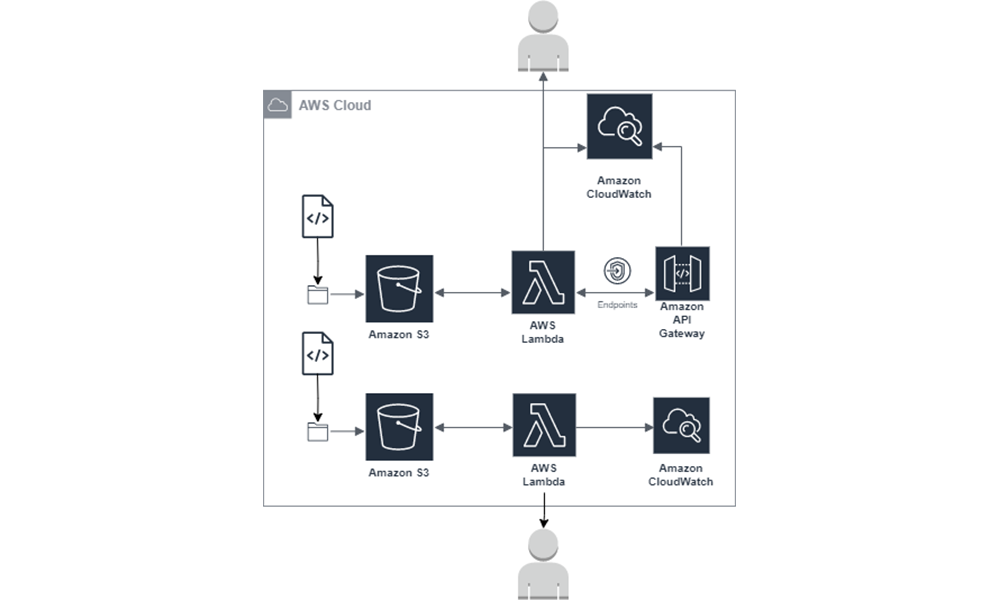 AWS Cloud
Amazon
CloudWatch
</>
Amazon S3
AWS
Lambda
Endpoints
</>
Amazon
API
Gateway
</>
Amazon S3
AWS
Lambda
Amazon
CloudWatch